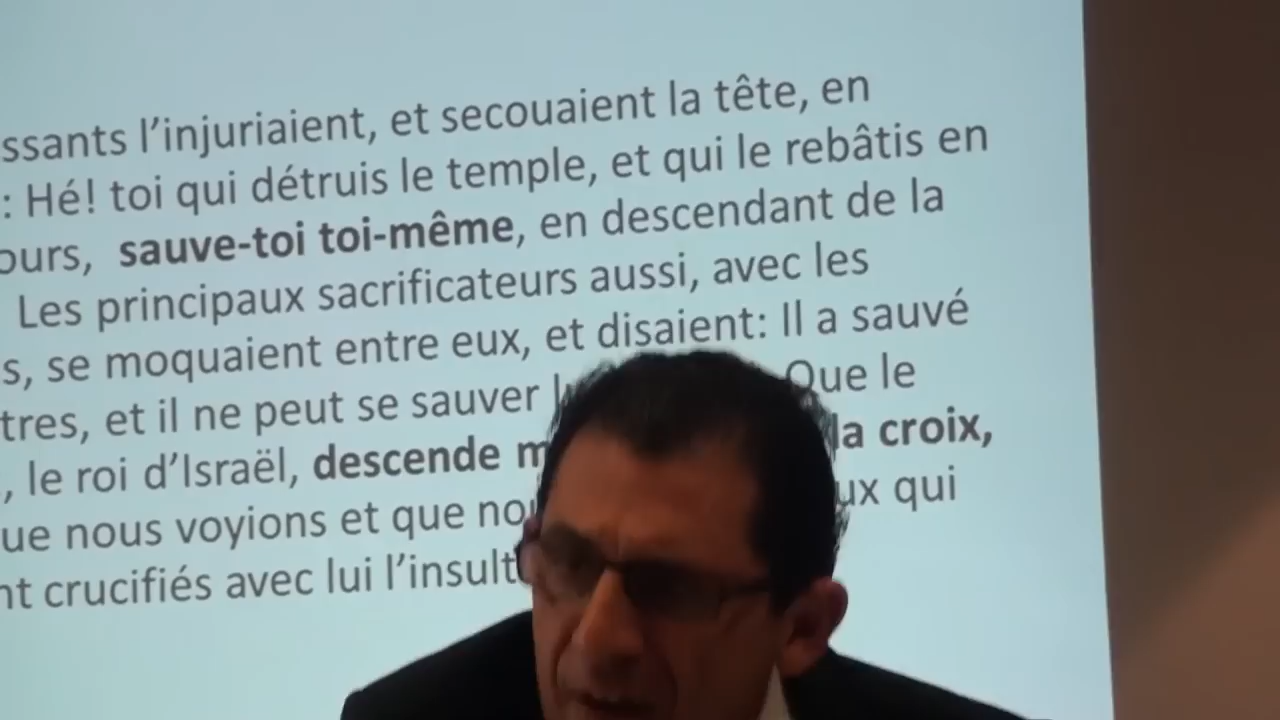 ssants l’injuriaient, et secouaient la tête, en
: Hé! toi qui détruis le temple, et qui le rebâtis en
ours, sauve-toi toi-même, en descendant de la
Les principaux sacrificateurs aussi, avec les
s, se moquaient entre eux, et disaient: Il a sauvé
tres, et il ne peut se sauver Que le
, le roi d’Israël, descende la croix,
ue nous voyions et que ux qui
nt crucifiés avec lui l’insult